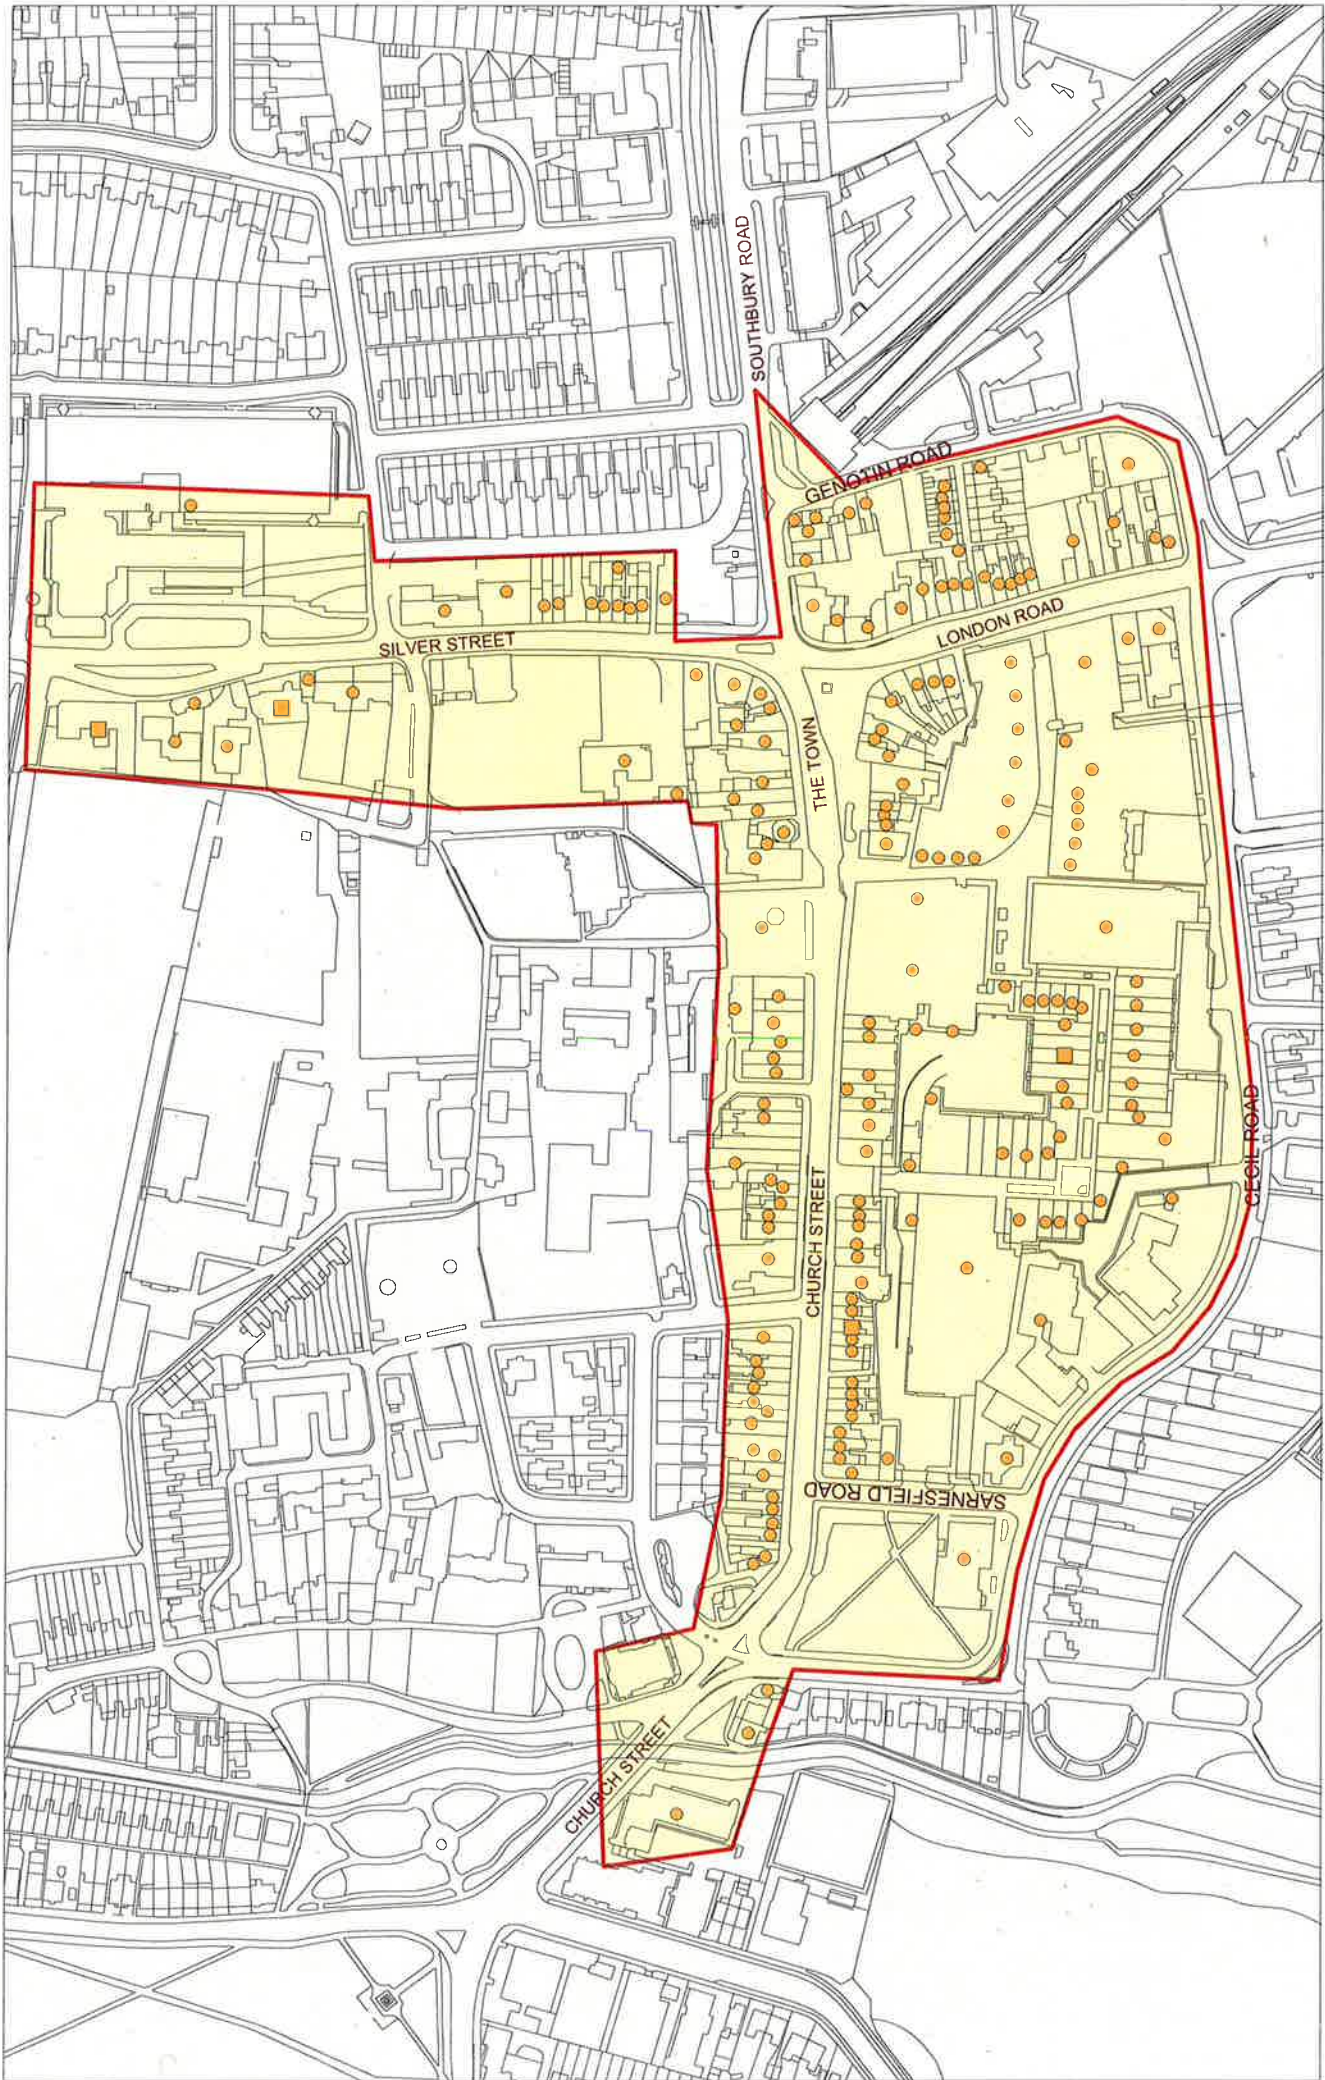 SOUTHBURY ROAD
GENOTIN ROAD
LONDON ROAD
SILVER STREET
THE TOWN
CECIL ROAD
CHURCH STREET
SARNESFIELD ROAD
CHURCH STREET